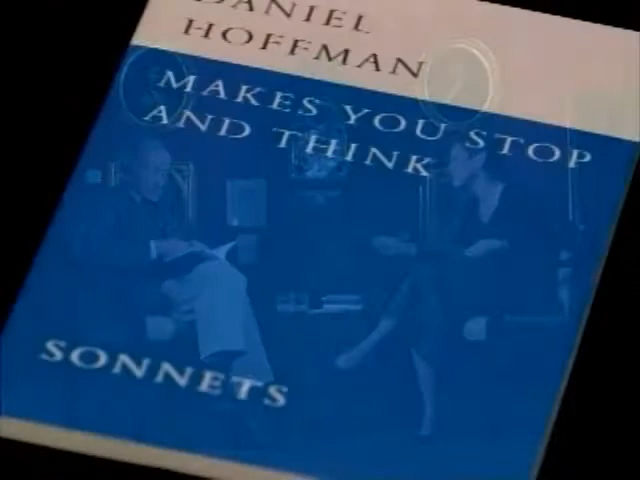 DANIEL
HOFFMAN
MAKES YOU STOP
AND THINK
SONNETS